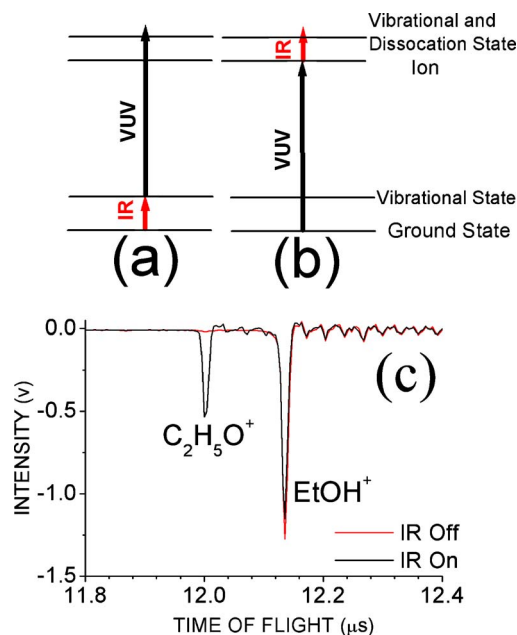 Vibrational and
Dissocation State
Ion
IR
VUV
VUV
IR
Vibrational State
Ground State
(a)
(b)
(c)
0.0
-0.5
-1.0
-1.5
INTENSITY (v)
C₂H₅O⁺
EtOH⁺
IR Off
IR On
11.8
12.0
12.2
12.4
TIME OF FLIGHT (μs)